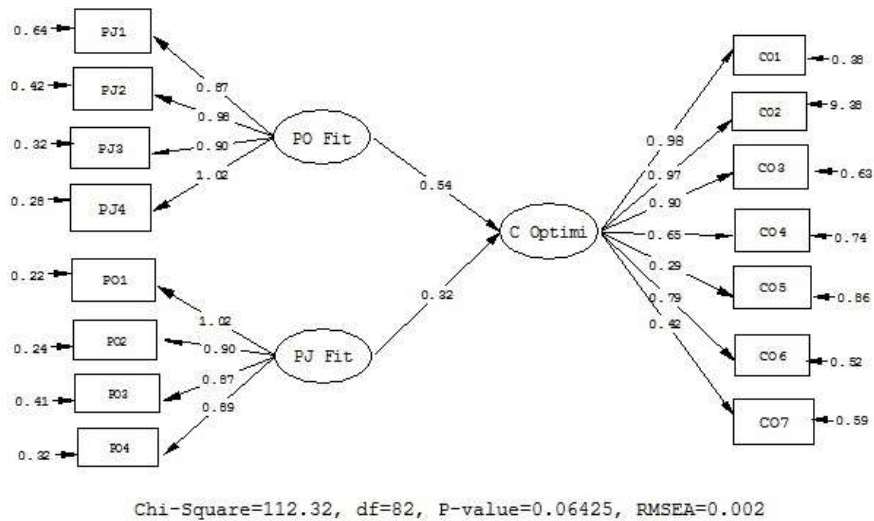 0.64 PJ1
0.42 PJ2
0.32 PJ3
0.28 PJ4
0.87
0.98
0.90
1.02
PO Fit
0.54
0.22 PO1
0.24 PO2
0.41 PO3
0.32 PO4
1.02
0.90
0.87
0.89
PJ Fit
0.32
C Optimi
0.98
0.97
0.90
0.65
0.29
0.79
0.42
CO1 0.38
CO2 9.38
CO3 0.63
CO4 0.74
CO5 0.86
CO6 0.52
CO7 0.59
Chi-Square=112.32, df=82, P-value=0.06425, RMSEA=0.002